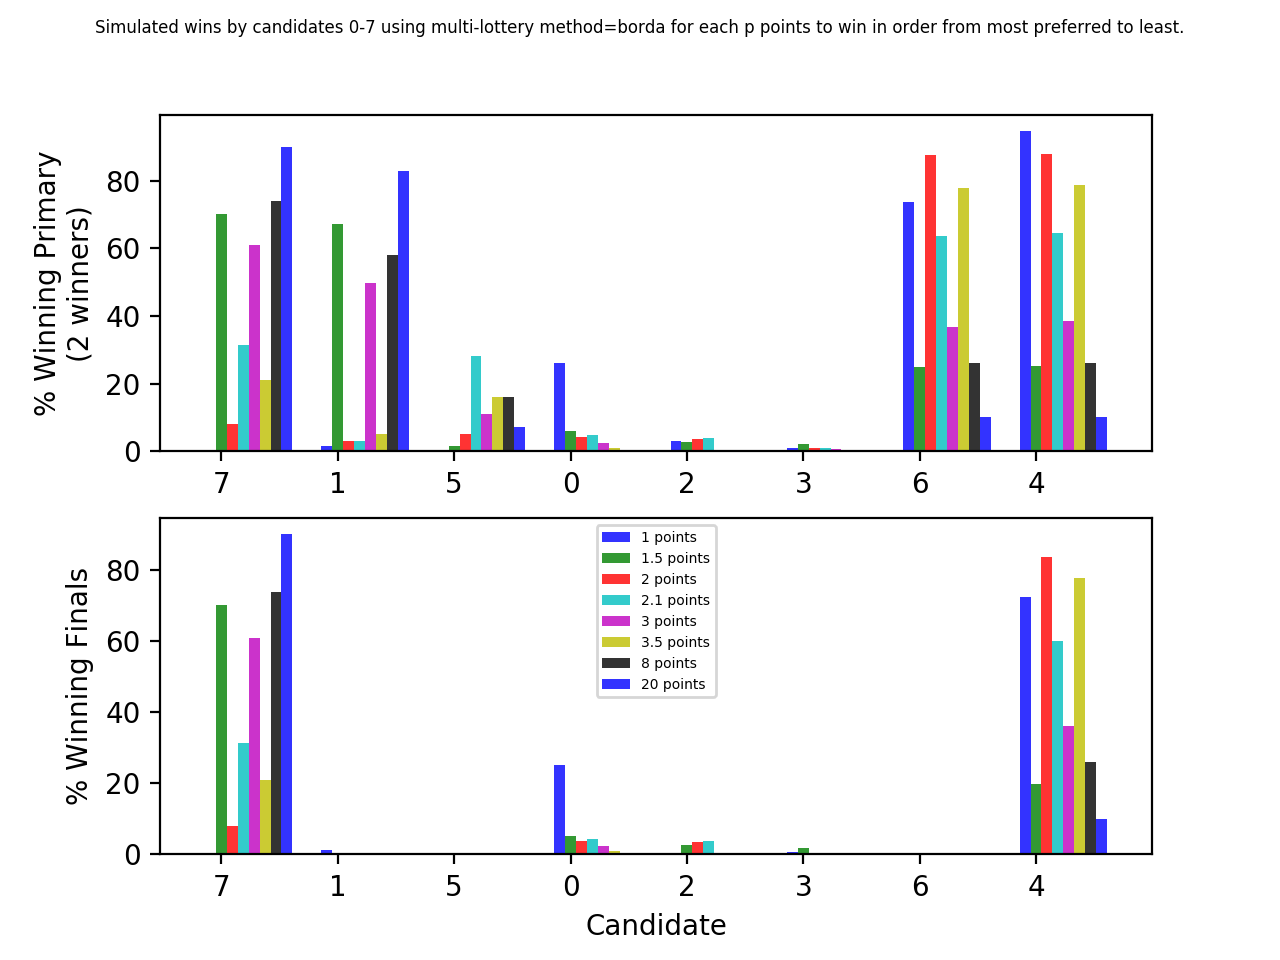 Simulated wins by candidates 0-7 using multi-lottery method=borda for each p points to win in order from most preferred to least.
% Winning Primary
(2 winners)
80
60
40
20
0
7 1 5 0 2 3 6 4
% Winning Finals
80
60
40
20
0
1 points
1.5 points
2 points
2.1 points
3 points
3.5 points
8 points
20 points
7 1 5 0 2 3 6 4
Candidate